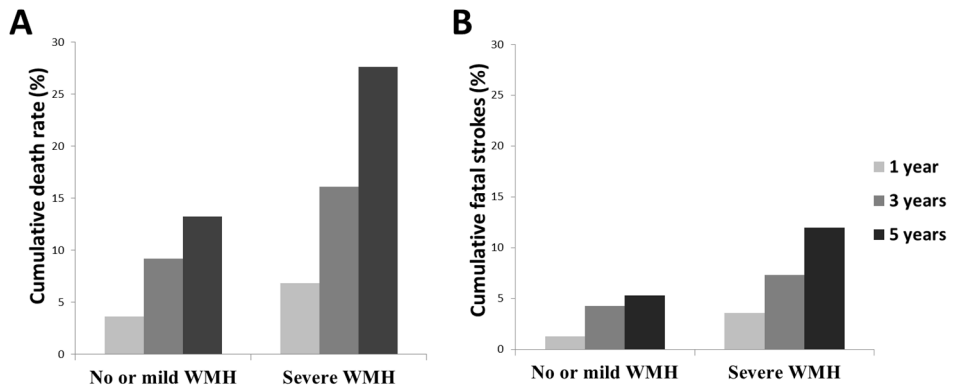 A
Cumulative death rate (%)
30
25
20
15
10
5
0
No or mild WMH
Severe WMH
B
Cumulative fatal strokes (%)
30
25
20
15
10
5
0
No or mild WMH
Severe WMH
1 year
3 years
5 years